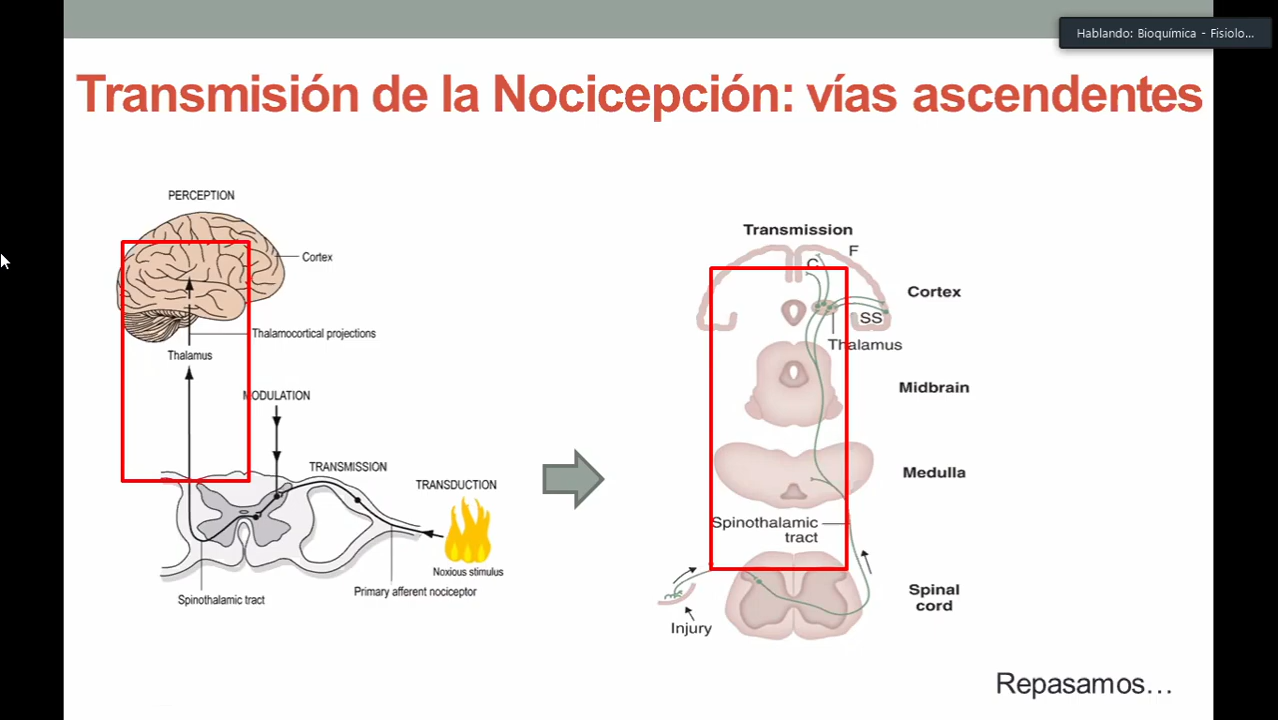 Hablando: Bioquímica - Fisiolo...
Transmisión de la Nocicepción: vías ascendentes
PERCEPTION
Cortex
Thalamocortical projections
Thalamus
MODULATION
TRANSMISSION
TRANSDUCTION
Noxious stimulus
Primary afferent nociceptor
Spinothalamic tract
Transmission
F
C
Cortex
SS
Thalamus
Midbrain
Medulla
Spinothalamic
tract
Spinal
cord
Injury
Repasamos…